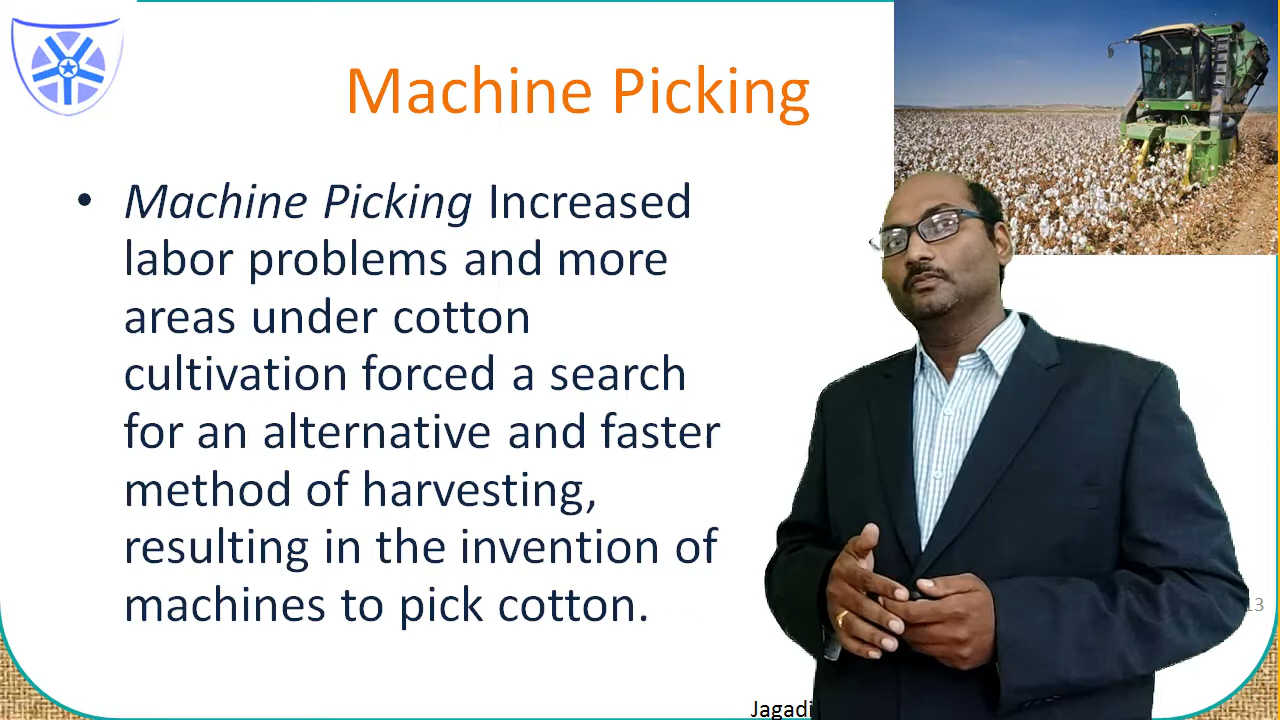 Machine Picking
• Machine Picking Increased
labor problems and more
areas under cotton
cultivation forced a search
for an alternative and faster
method of harvesting,
resulting in the invention of
machines to pick cotton.
13
Jagadi